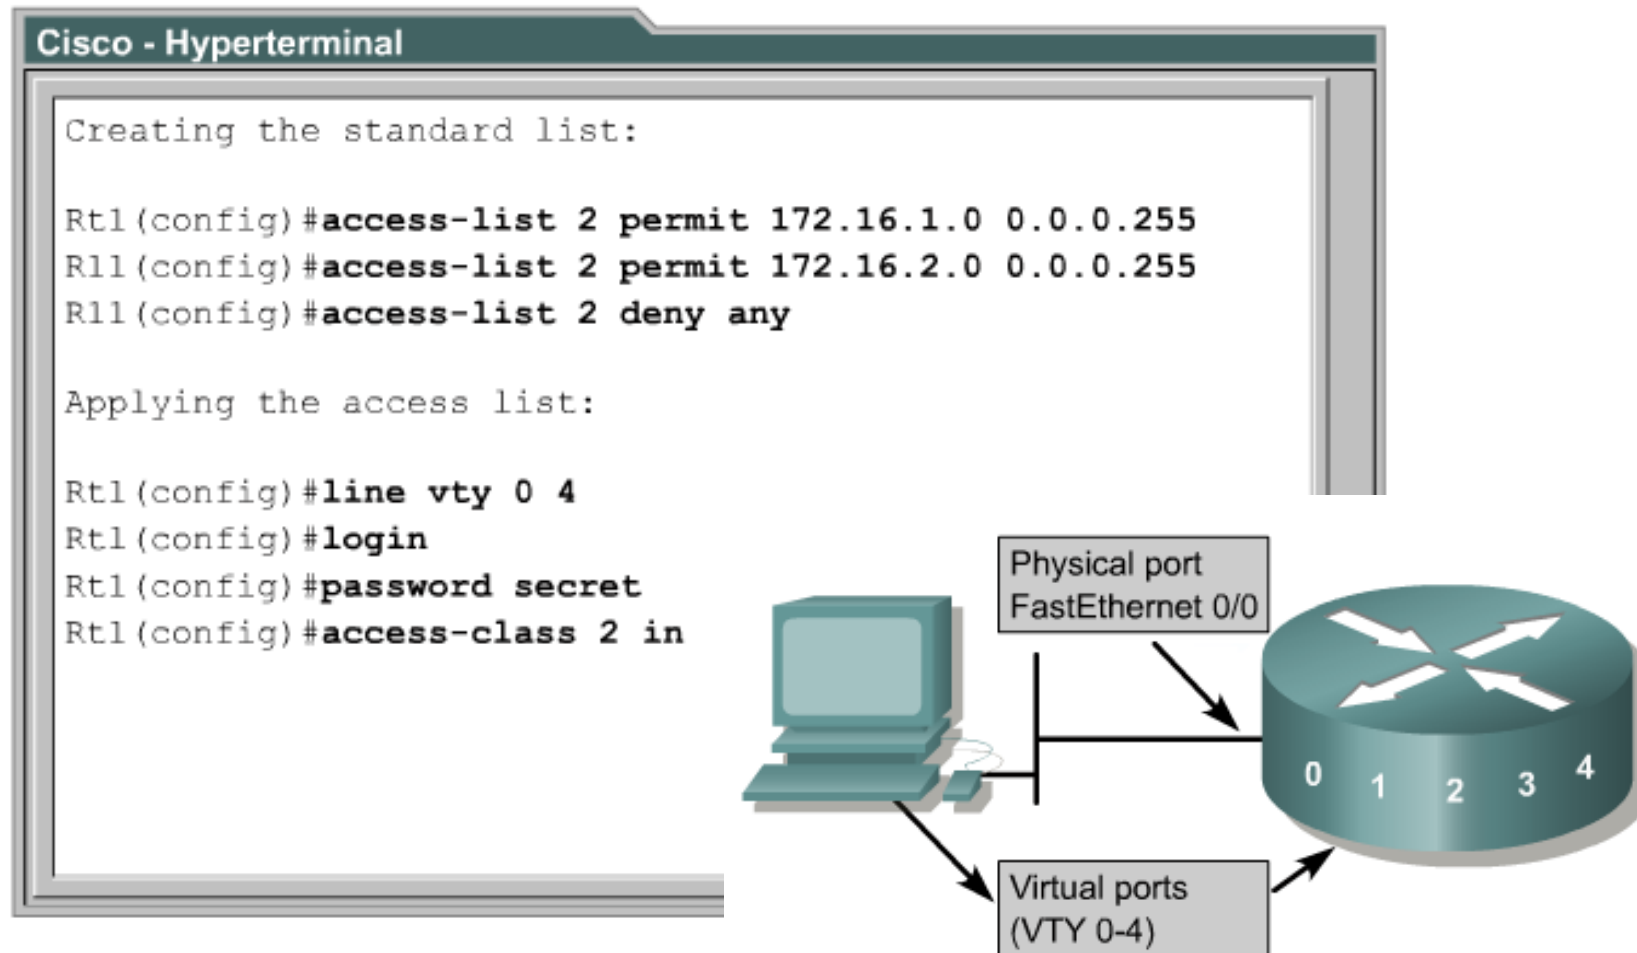 Cisco - Hyperterminal
Creating the standard list:
Rt1(config)#access-list 2 permit 172.16.1.0 0.0.0.255
Rl1(config)#access-list 2 permit 172.16.2.0 0.0.0.255
R11(config)#access-list 2 deny any
Applying the access list:
Rt1(config)#line vty 0 4
Rt1(config)#login
Rt1(config)#password secret
Rt1(config)#access-class 2 in
Physical port
FastEthernet 0/0
0 1 2 3 4
Virtual ports
(VTY 0-4)